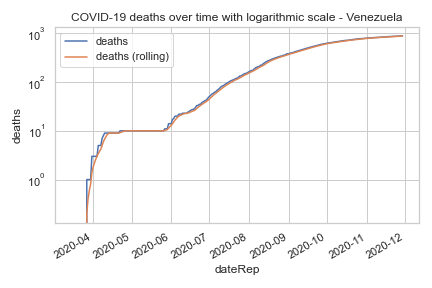 COVID-19 deaths over time with logarithmic scale - Venezuela
deaths
deaths (rolling)
10³
10²
10¹
10⁰
deaths
2020-04
2020-05
2020-06
2020-07
2020-08
2020-09
2020-10
2020-11
2020-12
dateRep